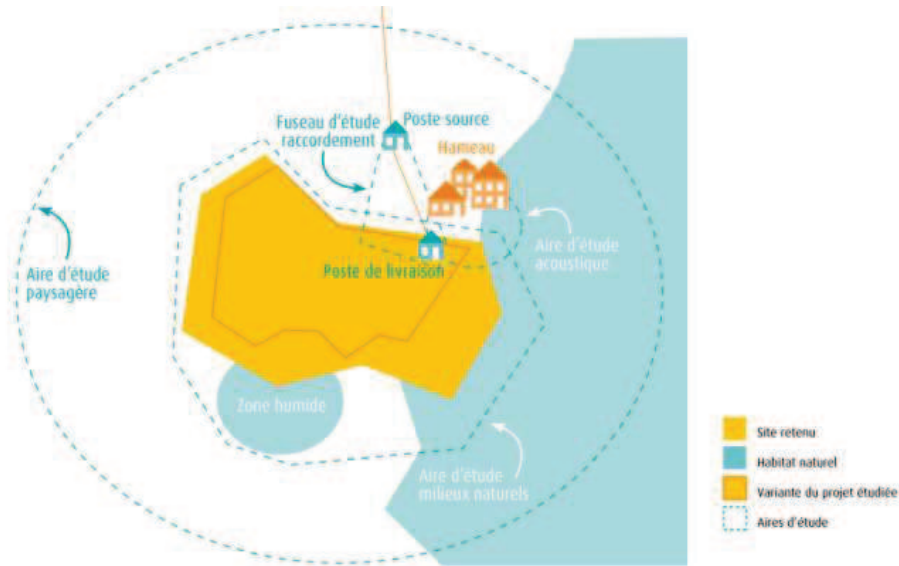 Fuseau d'étude
raccordement
Poste source
Hameau
Aire d'étude
paysagère
Aire d'étude
acoustique
Poste de livraison
Zone humide
Aire d'étude
milieux naturels
Site retenu
Habitat naturel
Variante du projet étudiée
Aires d'étude